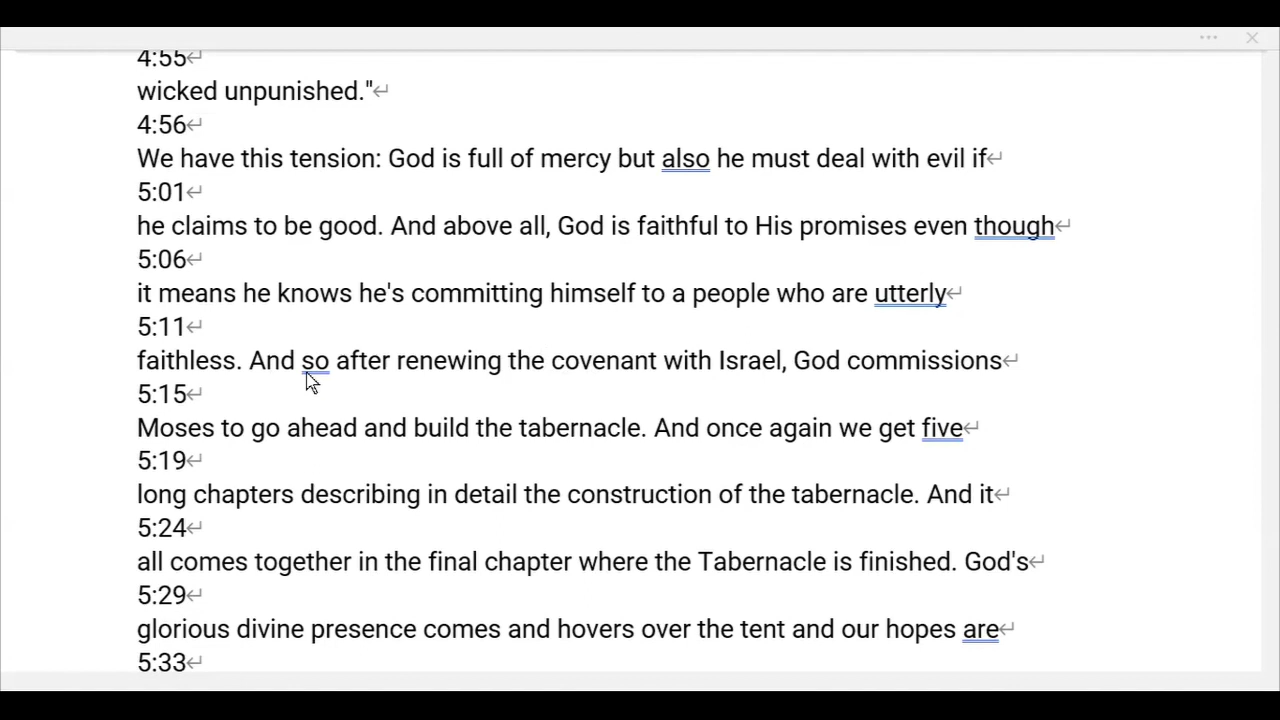 4:55
wicked unpunished."
4:56
We have this tension: God is full of mercy but also he must deal with evil if
5:01
he claims to be good. And above all, God is faithful to His promises even though
5:06
it means he knows he's committing himself to a people who are utterly
5:11
faithless. And so after renewing the covenant with Israel, God commissions
5:15
Moses to go ahead and build the tabernacle. And once again we get five
5:19
long chapters describing in detail the construction of the tabernacle. And it
5:24
all comes together in the final chapter where the Tabernacle is finished. God's
5:29
glorious divine presence comes and hovers over the tent and our hopes are
5:33